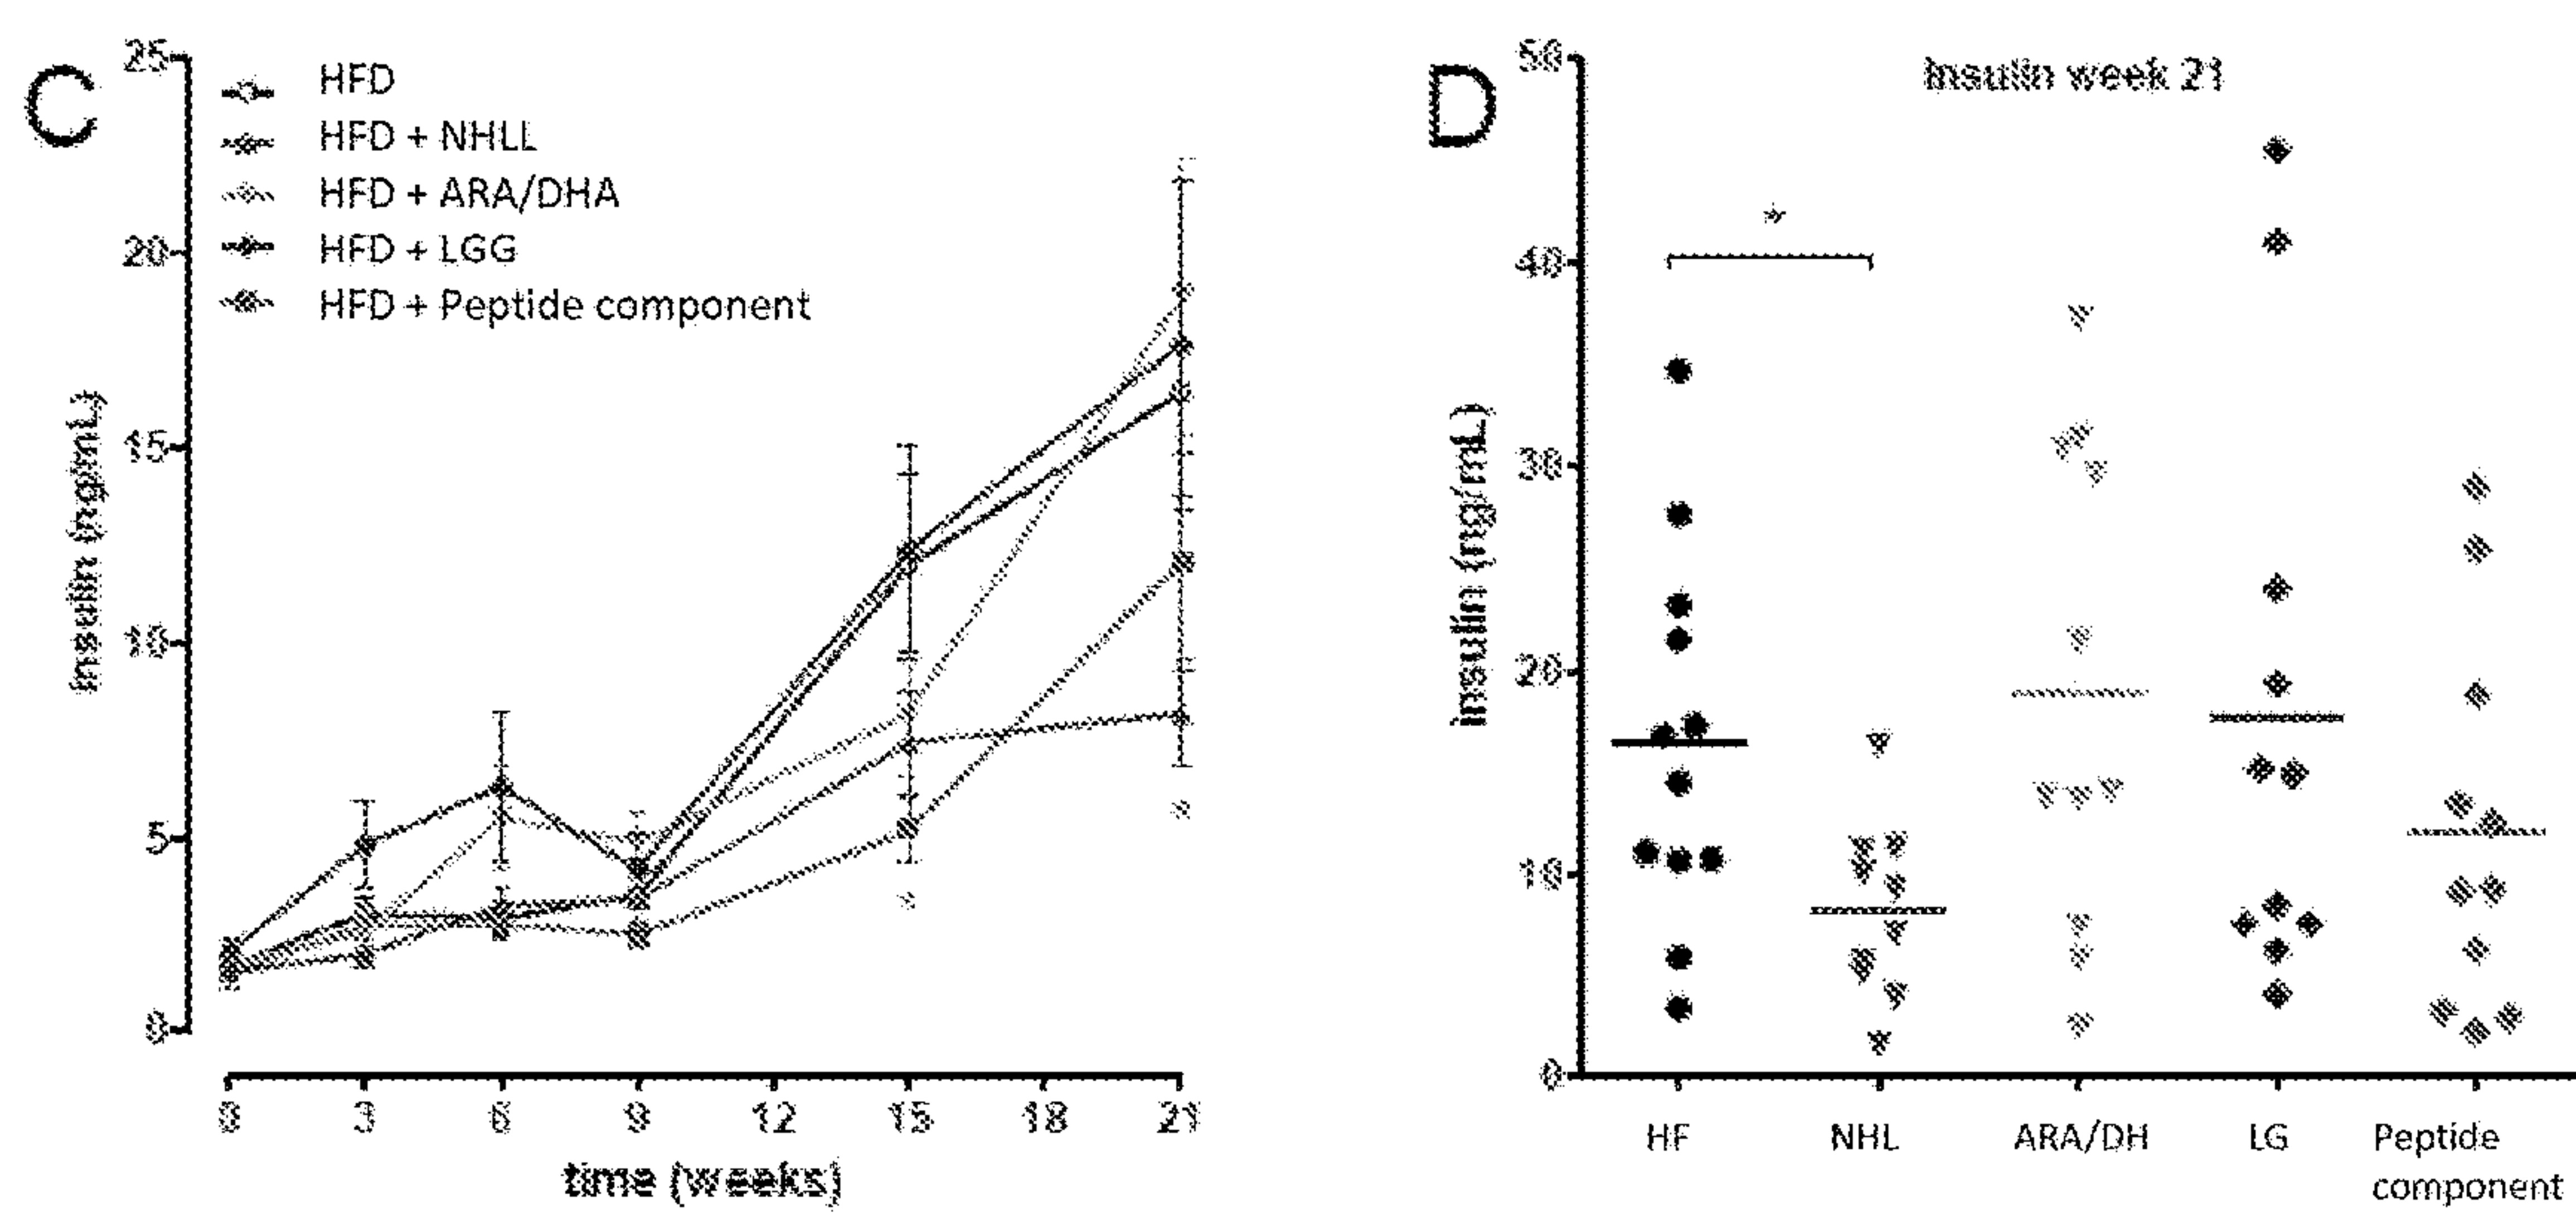 C
25
20
15
10
5
0
insulin (ng/mL)
HFD
HFD + NHLL
HFD + ARA/DHA
HFD + LGG
HFD + Peptide component
0 3 6 9 12 15 18 21
time (weeks)
D
insulin week 21
50
40
30
20
10
0
insulin (ng/mL)
*
HF NHL ARA/DH LG Peptide
component